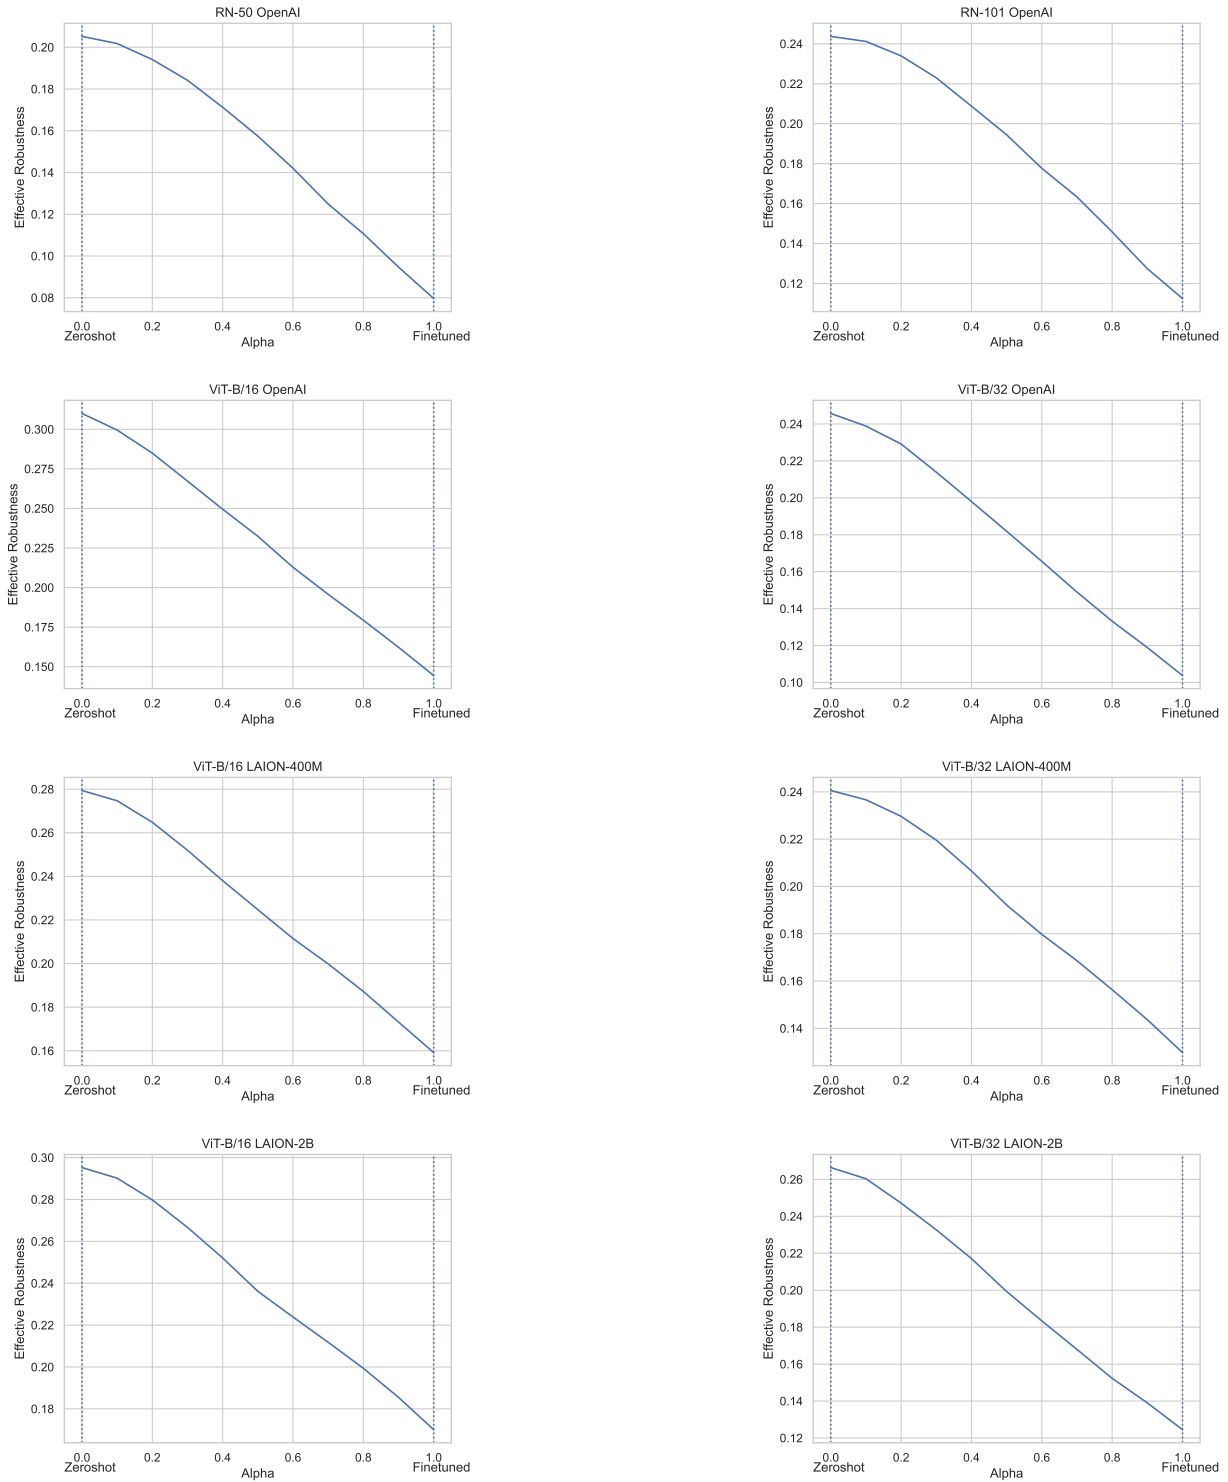 RN-50 OpenAI
0.20
0.18
0.16
0.14
0.12
0.10
0.08
Effective Robustness
0.0 0.2 0.4 0.6 0.8 1.0
Zeroshot Finetuned
Alpha
RN-101 OpenAI
0.24
0.22
0.20
0.18
0.16
0.14
0.12
Effective Robustness
0.0 0.2 0.4 0.6 0.8 1.0
Zeroshot Finetuned
Alpha
ViT-B/16 OpenAI
0.300
0.275
0.250
0.225
0.200
0.175
0.150
Effective Robustness
0.0 0.2 0.4 0.6 0.8 1.0
Zeroshot Finetuned
Alpha
ViT-B/32 OpenAI
0.24
0.22
0.20
0.18
0.16
0.14
0.12
0.10
Effective Robustness
0.0 0.2 0.4 0.6 0.8 1.0
Zeroshot Finetuned
Alpha
ViT-B/16 LAION-400M
0.28
0.26
0.24
0.22
0.20
0.18
0.16
Effective Robustness
0.0 0.2 0.4 0.6 0.8 1.0
Zeroshot Finetuned
Alpha
ViT-B/32 LAION-400M
0.24
0.22
0.20
0.18
0.16
0.14
Effective Robustness
0.0 0.2 0.4 0.6 0.8 1.0
Zeroshot Finetuned
Alpha
ViT-B/16 LAION-2B
0.30
0.28
0.26
0.24
0.22
0.20
0.18
Effective Robustness
0.0 0.2 0.4 0.6 0.8 1.0
Zeroshot Finetuned
Alpha
ViT-B/32 LAION-2B
0.26
0.24
0.22
0.20
0.18
0.16
0.14
0.12
Effective Robustness
0.0 0.2 0.4 0.6 0.8 1.0
Zeroshot Finetuned
Alpha